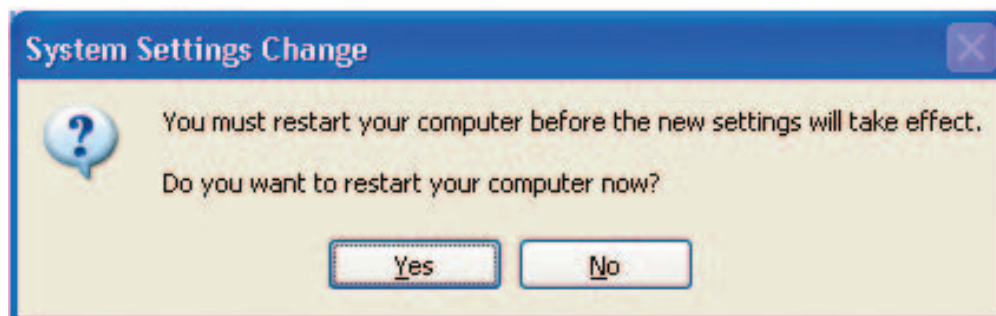 System Settings Change
You must restart your computer before the new settings will take effect.
Do you want to restart your computer now?
Yes
No